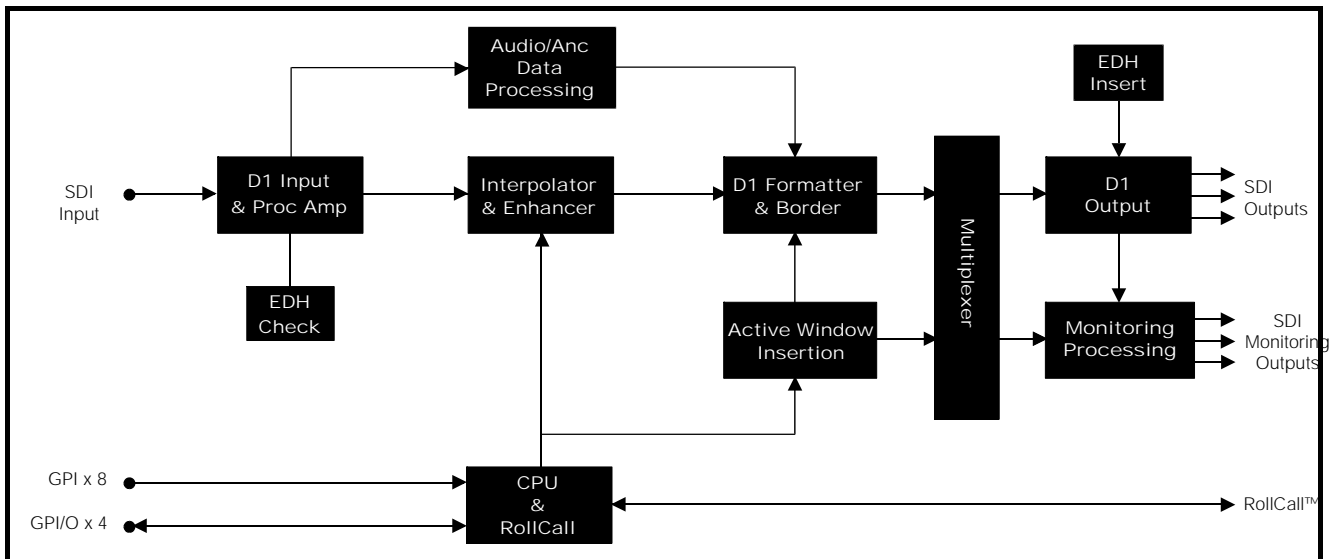 Audio/Anc
Data
Processing
EDH
Insert
SDI
Input
D1 Input
& Proc Amp
Interpolator
& Enhancer
D1 Formatter
& Border
Multiplexer
D1
Output
SDI
Outputs
EDH
Check
Active Window
Insertion
Monitoring
Processing
SDI
Monitoring
Outputs
GPI x 8
GPI/O x 4
CPU
&
RollCall
RollCall™